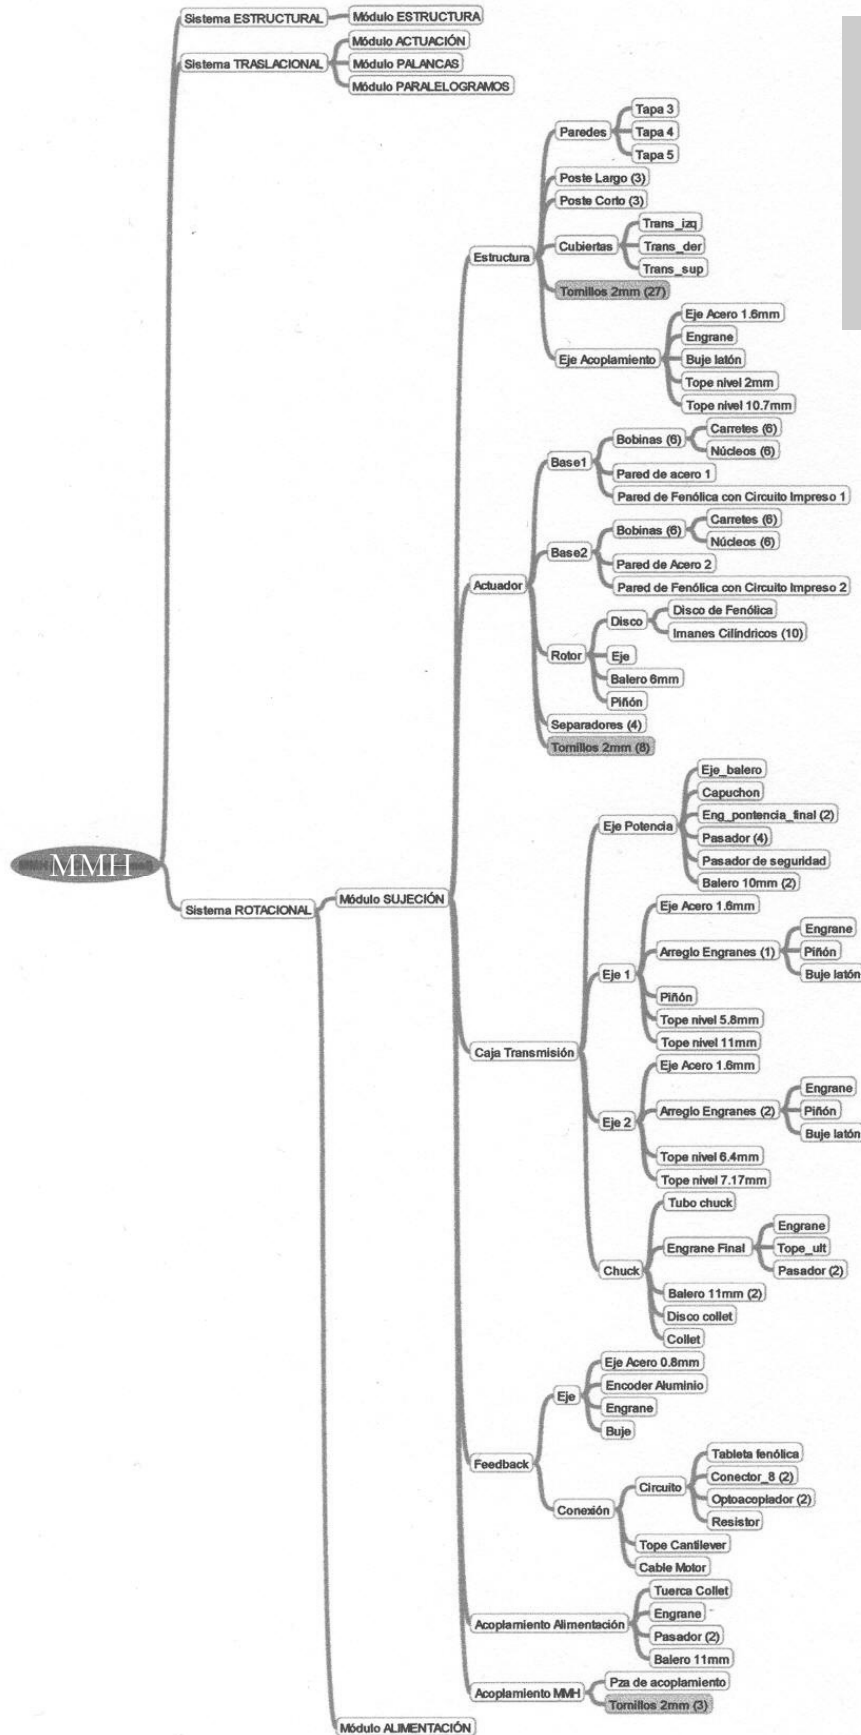 Sistema ESTRUCTURAL
Módulo ESTRUCTURA
Sistema TRASLACIONAL
Módulo ACTUACIÓN
Módulo PALANCAS
Módulo PARALELOGRAMOS
MMH
Sistema ROTACIONAL
Módulo SUJECIÓN
Estructura
Paredes
Tapa 3
Tapa 4
Tapa 5
Poste Largo (3)
Poste Corto (3)
Cubiertas
Trans_izq
Trans_der
Trans_sup
Tornillos 2mm (27)
Eje Acoplamiento
Eje Acero 1.6mm
Engrane
Buje latón
Tope nivel 2mm
Tope nivel 10.7mm
Actuador
Base1
Bobinas (6)
Carretes (6)
Núcleos (6)
Pared de acero 1
Pared de Fenólica con Circuito Impreso 1
Base2
Bobinas (6)
Carretes (6)
Núcleos (6)
Pared de Acero 2
Pared de Fenólica con Circuito Impreso 2
Rotor
Disco
Disco de Fenólica
Imanes Cilíndricos (10)
Eje
Balero 6mm
Piñón
Separadores (4)
Tornillos 2mm (8)
Caja Transmisión
Eje Potencia
Eje_balero
Capuchon
Eng_pontencia_final (2)
Pasador (4)
Pasador de seguridad
Balero 10mm (2)
Eje 1
Eje Acero 1.6mm
Arreglo Engranes (1)
Engrane
Piñón
Buje latón
Piñón
Tope nivel 5.8mm
Tope nivel 11mm
Eje 2
Eje Acero 1.6mm
Arreglo Engranes (2)
Engrane
Piñón
Buje latón
Tope nivel 6.4mm
Tope nivel 7.17mm
Chuck
Tubo chuck
Engrane Final
Engrane
Tope_ult
Pasador (2)
Balero 11mm (2)
Disco collet
Collet
Feedback
Eje
Eje Acero 0.8mm
Encoder Aluminio
Engrane
Buje
Conexión
Circuito
Tableta fenólica
Conector_8 (2)
Optoacoplador (2)
Resistor
Tope Cantilever
Cable Motor
Acoplamiento Alimentación
Tuerca Collet
Engrane
Pasador (2)
Balero 11mm
Acoplamiento MMH
Pza de acoplamiento
Tornillos 2mm (3)
Módulo ALIMENTACIÓN